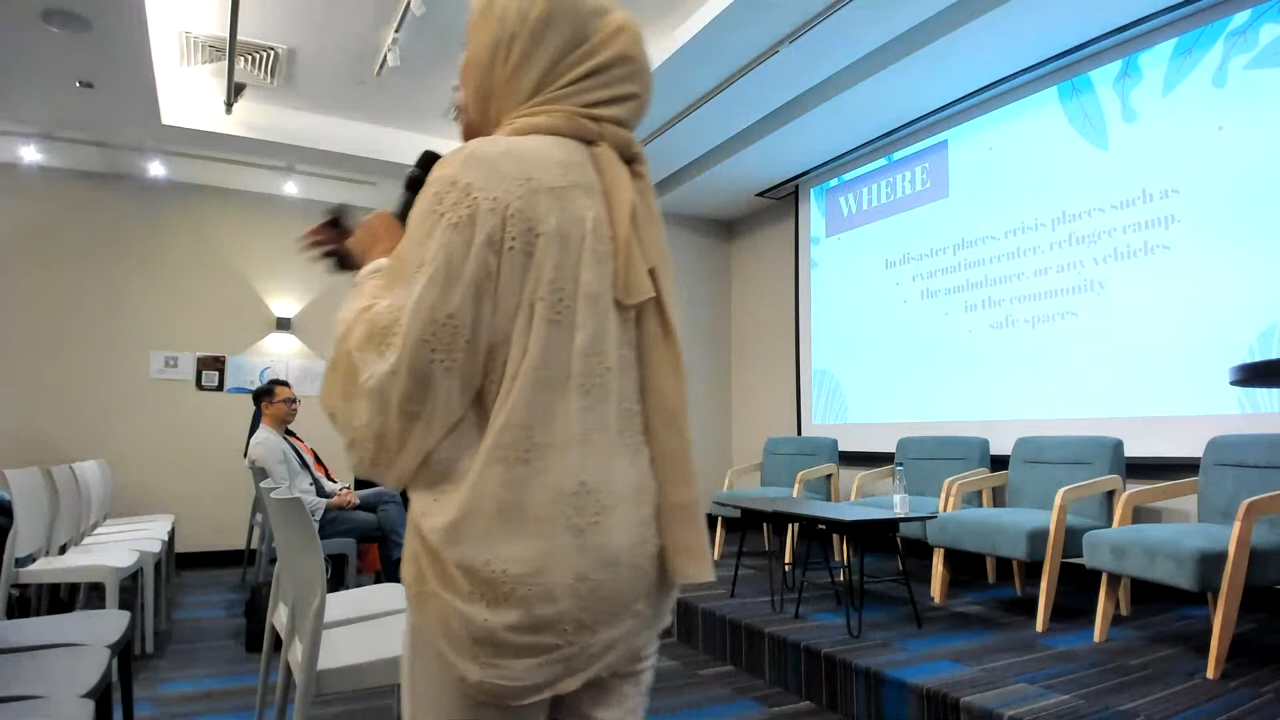 WHERE
In disaster places, crisis places such as
evacuation center, refugee camp,
the ambulance, or any vehicles
in the community
safe spaces